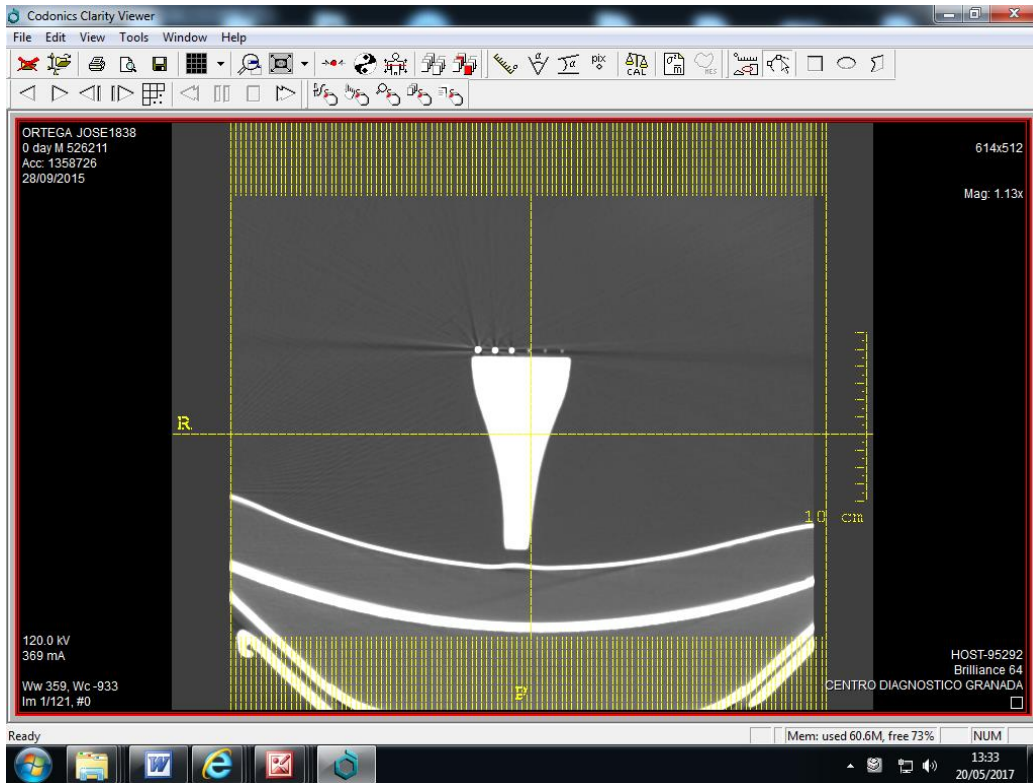 Codonics Clarity Viewer
File Edit View Tools Window Help
pix
CAL
ORTEGA JOSE1838
0 day M 526211
Acc: 1358726
28/09/2015
614x512
Mag: 1.13x
R
10 cm
120.0 kV
369 mA
Ww 359, Wc -933
Im 1/121, #0
P
HOST-95292
Brilliance 64
CENTRO DIAGNOSTICO GRANADA
Ready
Mem: used 60.6M, free 73%
NUM
13:33
20/05/2017